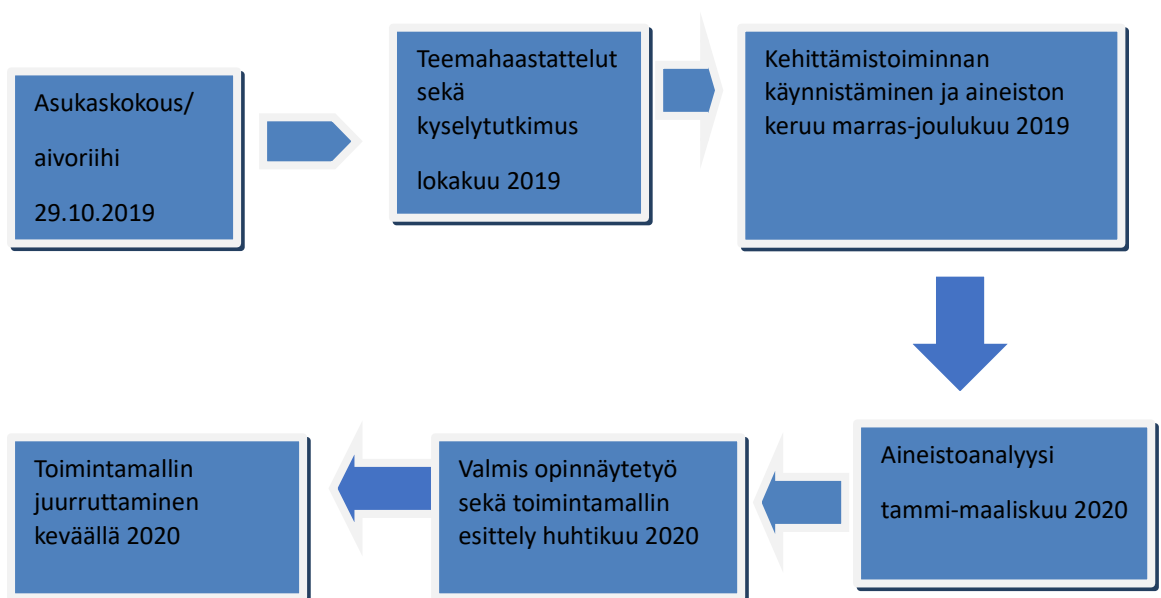 Asukaskokous/
aivoriihi
29.10.2019
Teemahaastattelut
sekä
kyselytutkimus
lokakuu 2019
Kehittämistoiminnan
käynnistäminen ja aineiston
keruu marras-joulukuu 2019
Aineistoanalyysi
tammi-maaliskuu 2020
Valmis opinnäytetyö
sekä toimintamallin
esittely huhtikuu 2020
Toimintamallin
juurruttaminen
keväällä 2020